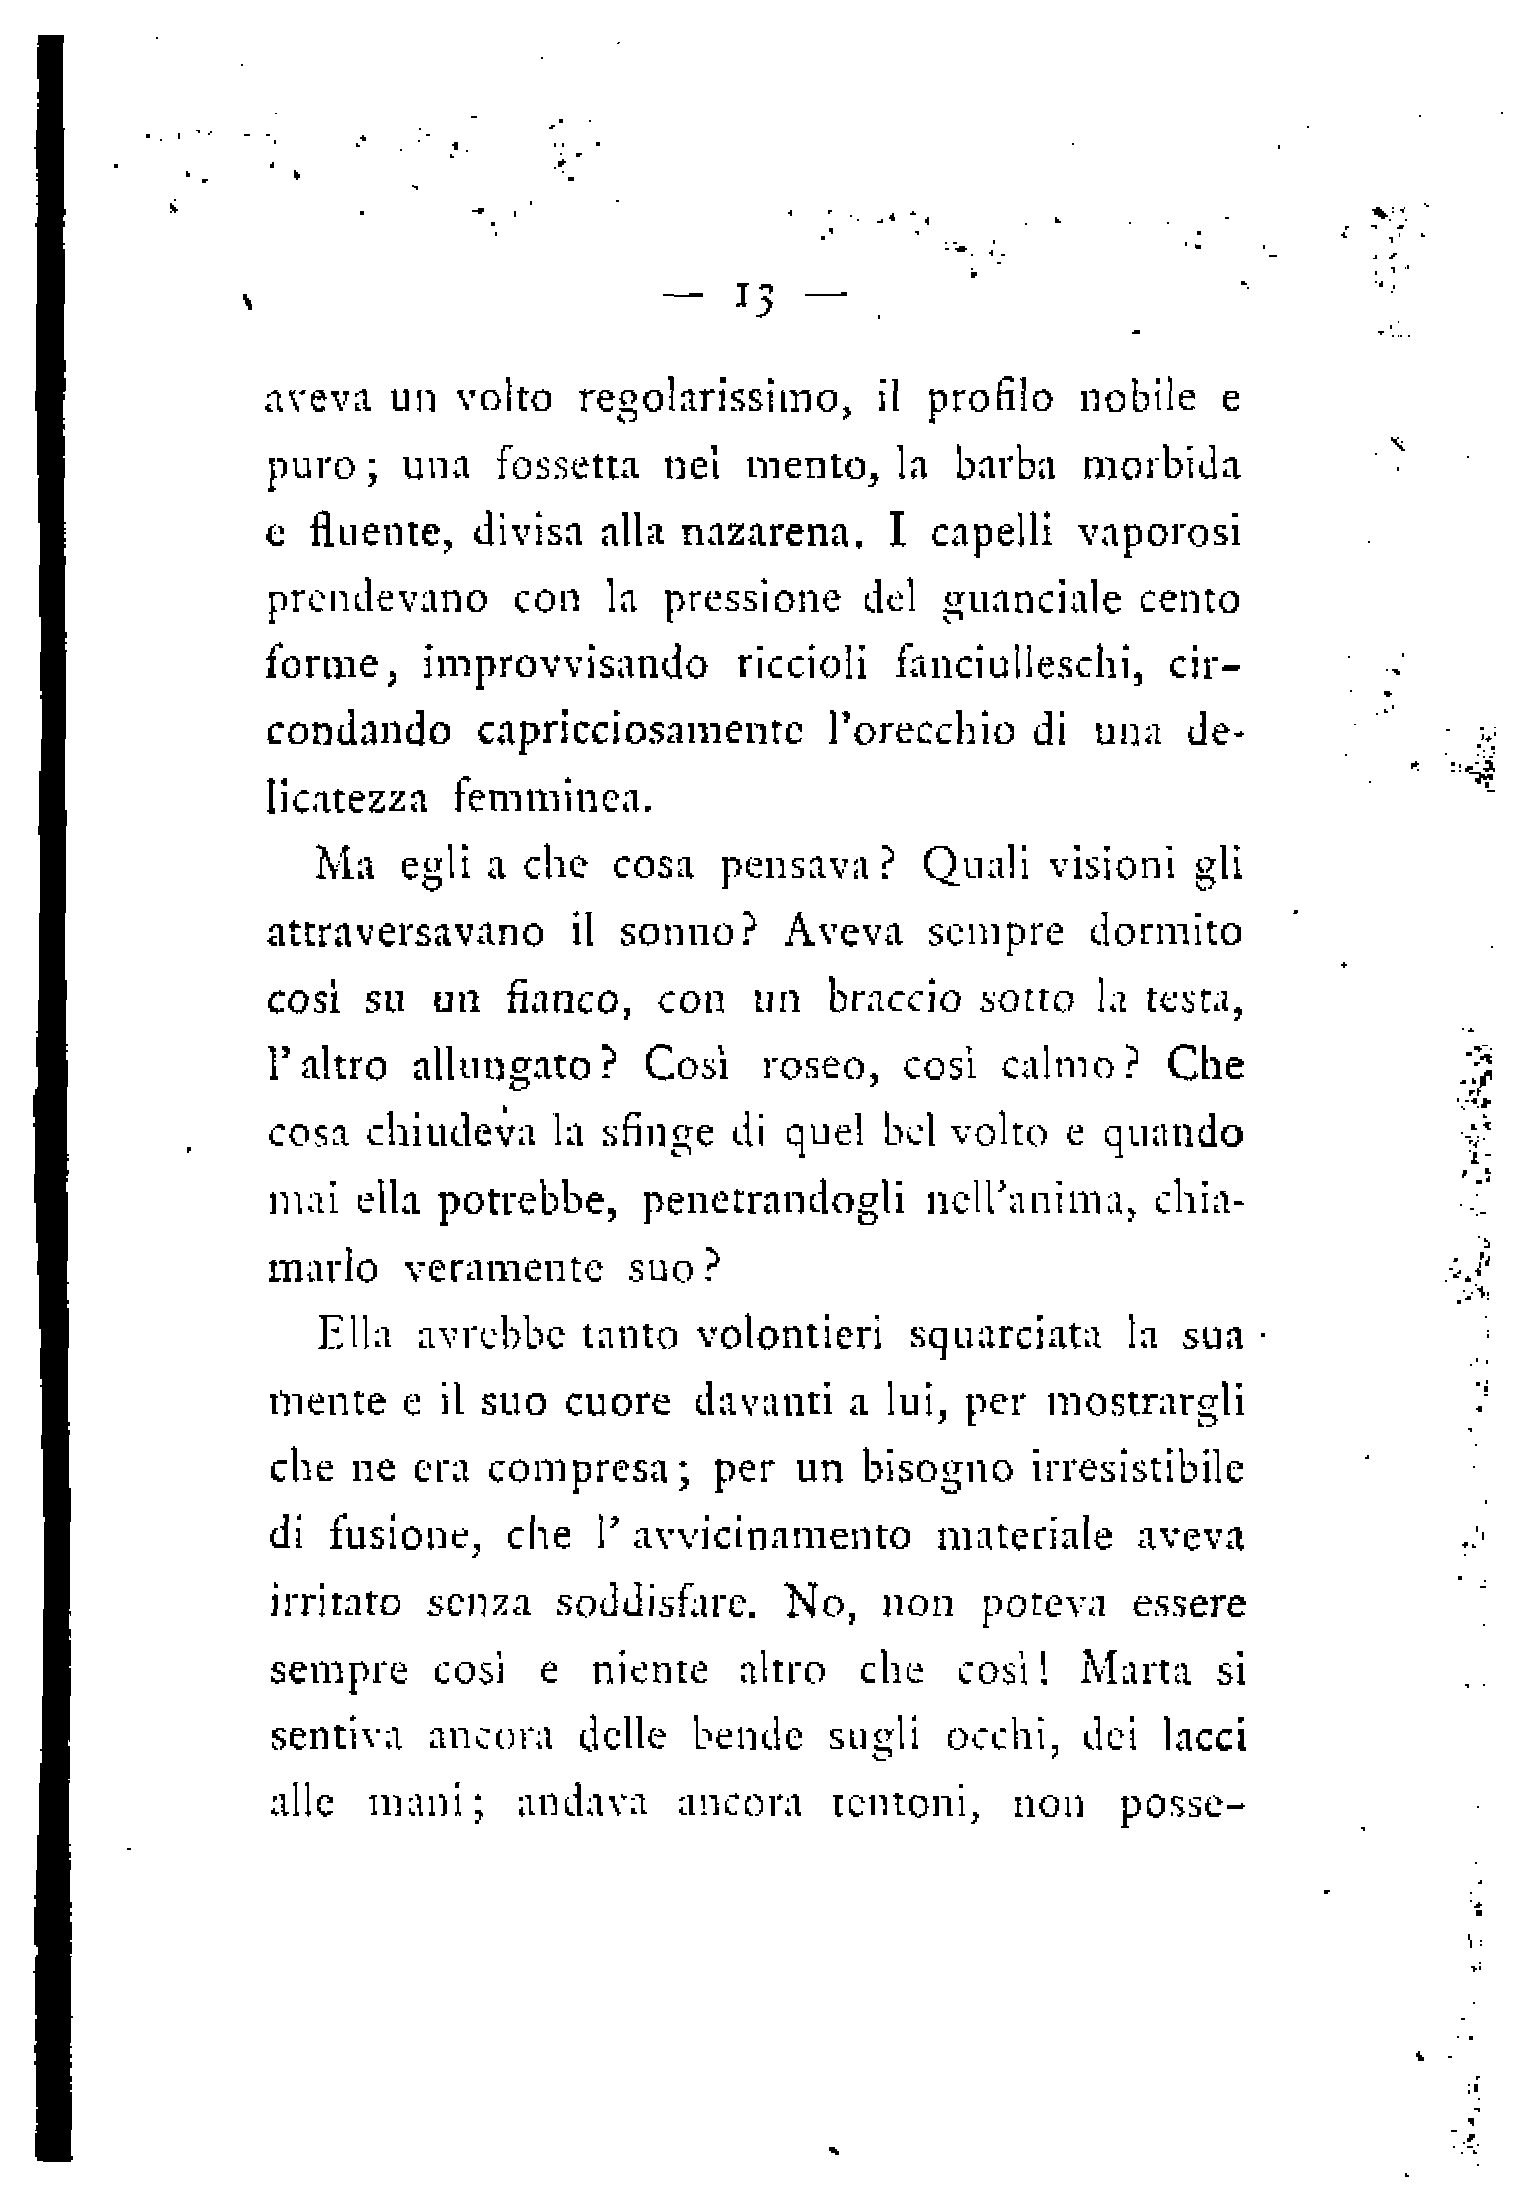 — 13 —
aveva un volto regolarissimo, il profilo nobile e
puro; una fossetta nel mento, la barba morbida
e fluente, divisa alla nazarena. I capelli vaporosi
prendevano con la pressione del guanciale cento
forme, improvvisando riccioli fanciulleschi, cir-
condando capricciosamente l'orecchio di una de-
licatezza femminea.
Ma egli a che cosa pensava? Quali visioni gli
attraversavano il sonno? Aveva sempre dormito
così su un fianco, con un braccio sotto la testa,
l'altro allungato? Così roseo, così calmo? Che
cosa chiudeva la sfinge di quel bel volto e quando
mai ella potrebbe, penetrandogli nell'anima, chia-
marlo veramente suo?
Ella avrebbe tanto volontieri squarciata la sua
mente e il suo cuore davanti a lui, per mostrargli
che ne era compresa; per un bisogno irresistibile
di fusione, che l'avvicinamento materiale aveva
irritato senza soddisfare. No, non poteva essere
sempre così e niente altro che così! Marta si
sentiva ancora delle bende sugli occhi, dei lacci
alle mani; andava ancora tentoni, non posse-